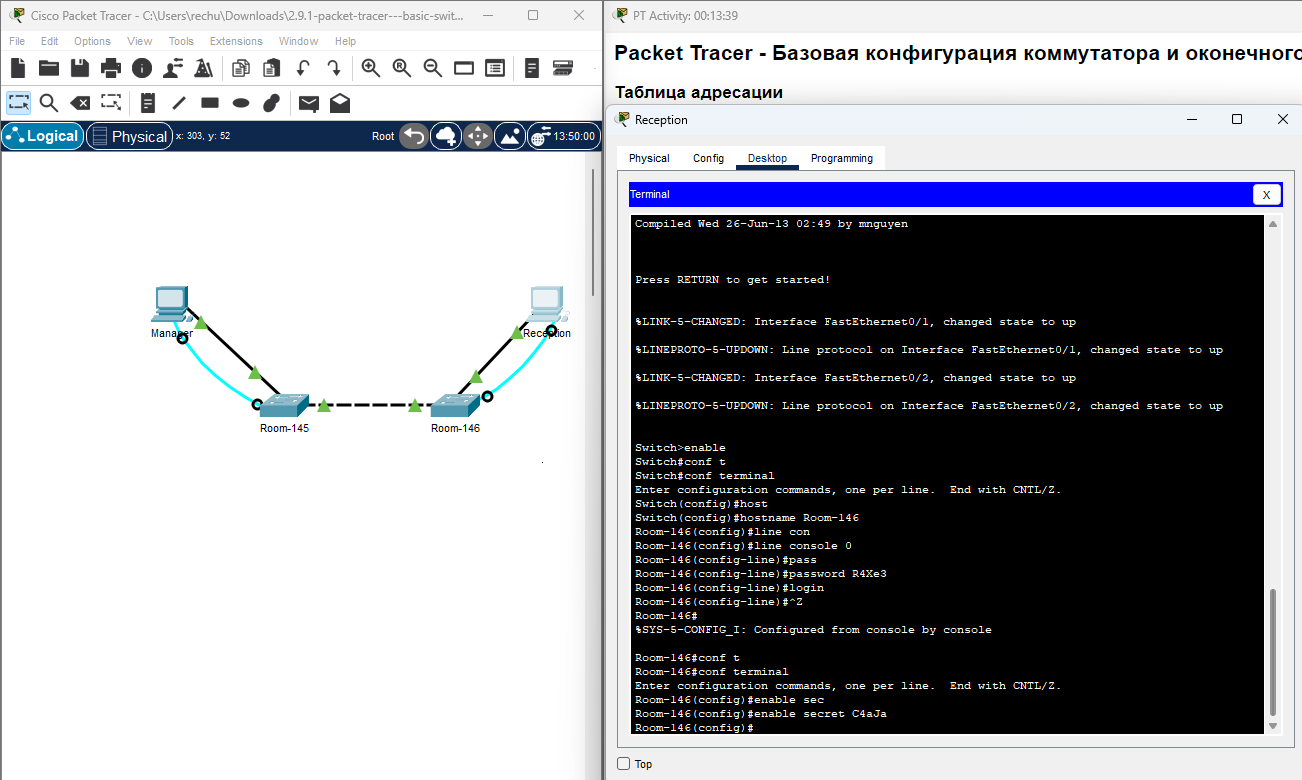 Cisco Packet Tracer - C:\Users\rechu\Downloads\2.9.1-packet-tracer---basic-swit...
File Edit Options View Tools Extensions Window Help
Logical
Physical
x: 303, y: 52
Root
13:50:00
Manager
Reception
Room-145
Room-146
PT Activity: 00:13:39
Packet Tracer - Базовая конфигурация коммутатора и оконечного
Таблица адресации
Reception
Physical Config Desktop Programming
Terminal
X
Compiled Wed 26-Jun-13 02:49 by mnguyen
Press RETURN to get started!
%LINK-5-CHANGED: Interface FastEthernet0/1, changed state to up
%LINEPROTO-5-UPDOWN: Line protocol on Interface FastEthernet0/1, changed state to up
%LINK-5-CHANGED: Interface FastEthernet0/2, changed state to up
%LINEPROTO-5-UPDOWN: Line protocol on Interface FastEthernet0/2, changed state to up
Switch>enable
Switch#conf t
Switch#conf terminal
Enter configuration commands, one per line.  End with CNTL/Z.
Switch(config)#host
Switch(config)#hostname Room-146
Room-146(config)#line con
Room-146(config)#line console 0
Room-146(config-line)#pass
Room-146(config-line)#password R4Xe3
Room-146(config-line)#login
Room-146(config-line)#^Z
Room-146#
%SYS-5-CONFIG_I: Configured from console by console
Room-146#conf t
Room-146#conf terminal
Enter configuration commands, one per line.  End with CNTL/Z.
Room-146(config)#enable sec
Room-146(config)#enable secret C4aJa
Room-146(config)#
Top